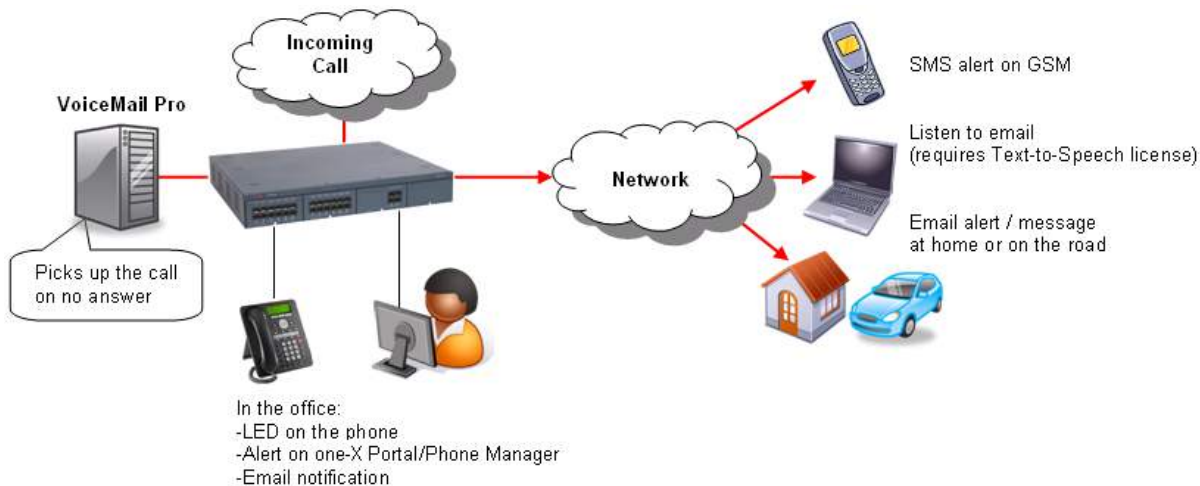 Incoming
Call
VoiceMail Pro
Picks up the call
on no answer
Network
SMS alert on GSM
Listen to email
(requires Text-to-Speech license)
Email alert / message
at home or on the road
In the office:
-LED on the phone
-Alert on one-X Portal/Phone Manager
-Email notification